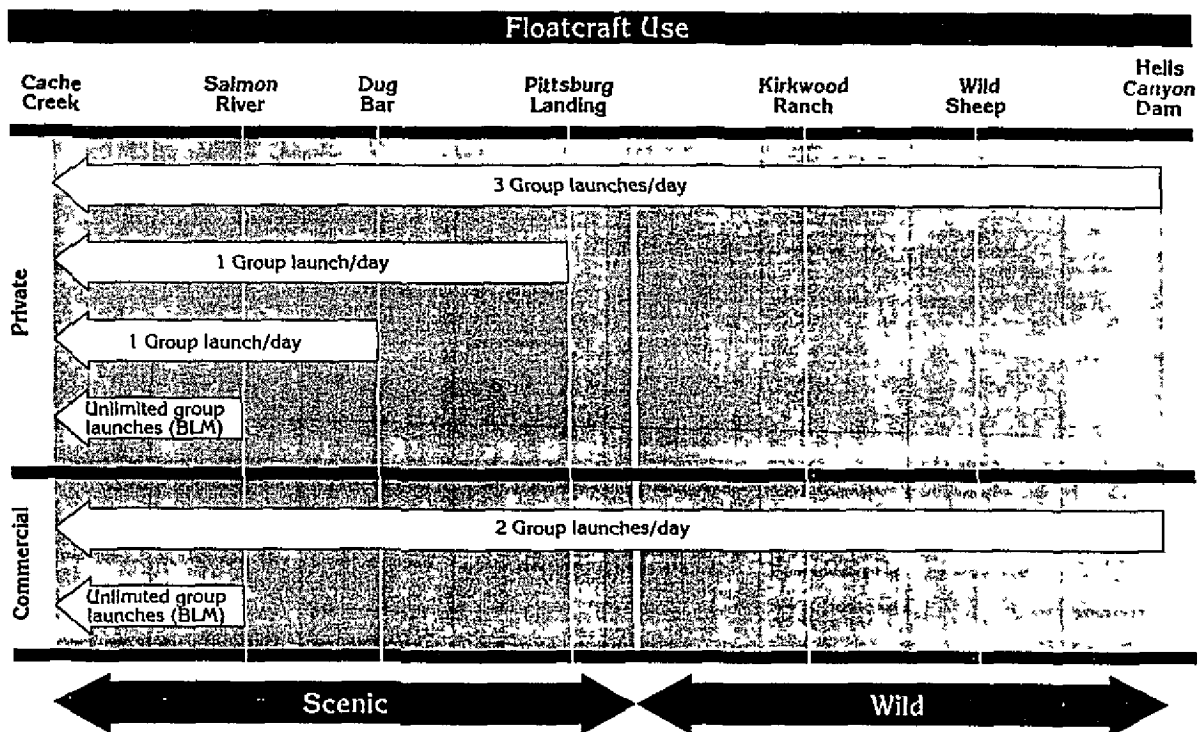 Floatcraft Use
Cache Creek
Salmon River
Dug Bar
Pittsburg Landing
Kirkwood Ranch
Wild Sheep
Hells Canyon Dam
Private
3 Group launches/day
1 Group launch/day
1 Group launch/day
Unlimited group
launches (BLM)
Commercial
2 Group launches/day
Unlimited group
launches (BLM)
Scenic
Wild